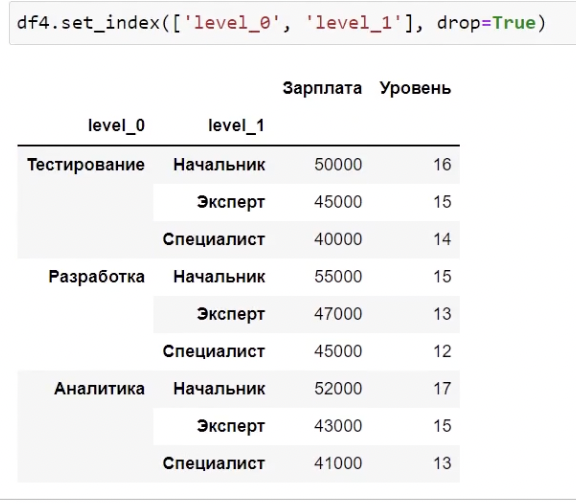 df4.set_index(['level_0', 'level_1'], drop=True)
Зарплата Уровень
level_0 level_1
Тестирование Начальник 50000 16
Эксперт 45000 15
Специалист 40000 14
Разработка Начальник 55000 15
Эксперт 47000 13
Специалист 45000 12
Аналитика Начальник 52000 17
Эксперт 43000 15
Специалист 41000 13